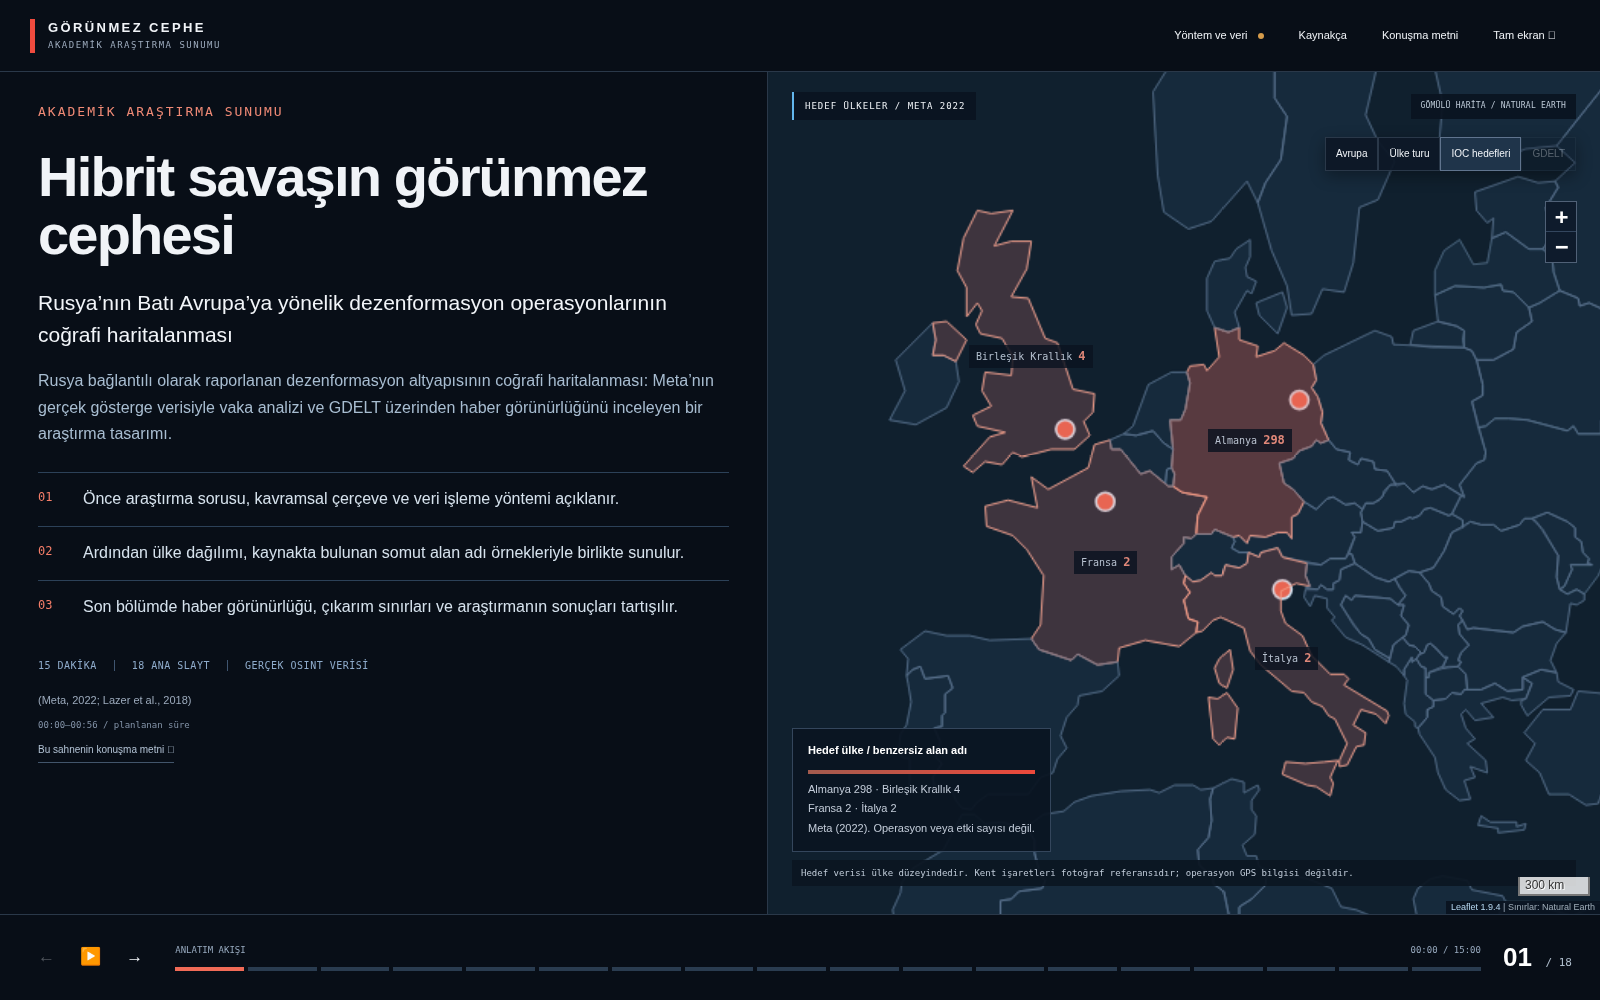 GÖRÜNMEZ CEPHE
AKADEMİK ARAŞTIRMA SUNUMU
Yöntem ve veri
Kaynakça
Konuşma metni
Tam ekran
AKADEMİK ARAŞTIRMA SUNUMU
Hibrit savaşın görünmez
cephesi
Rusya’nın Batı Avrupa’ya yönelik dezenformasyon operasyonlarının
coğrafi haritalanması
Rusya bağlantılı olarak raporlanan dezenformasyon altyapısının coğrafi haritalanması: Meta’nın
gerçek gösterge verisiyle vaka analizi ve GDELT üzerinden haber görünürlüğünü inceleyen bir
araştırma tasarımı.
01 Önce araştırma sorusu, kavramsal çerçeve ve veri işleme yöntemi açıklanır.
02 Ardından ülke dağılımı, kaynakta bulunan somut alan adı örnekleriyle birlikte sunulur.
03 Son bölümde haber görünürlüğü, çıkarım sınırları ve araştırmanın sonuçları tartışılır.
15 DAKİKA | 18 ANA SLAYT | GERÇEK OSINT VERİSİ
(Meta, 2022; Lazer et al., 2018)
00:00–00:56 / planlanan süre
Bu sahnenin konuşma metni
HEDEF ÜLKELER / META 2022
GÖMÜLÜ HARİTA / NATURAL EARTH
Avrupa
Ülke turu
IOC hedefleri
GDELT
+
−
Birleşik Krallık 4
Almanya 298
Fransa 2
İtalya 2
Hedef ülke / benzersiz alan adı
Almanya 298 · Birleşik Krallık 4
Fransa 2 · İtalya 2
Meta (2022). Operasyon veya etki sayısı değil.
Hedef verisi ülke düzeyindedir. Kent işaretleri fotoğraf referansıdır; operasyon GPS bilgisi değildir.
300 km
Leaflet 1.9.4 | Sınırlar: Natural Earth
← ▶ →
ANLATIM AKIŞI
00:00 / 15:00
01 / 18